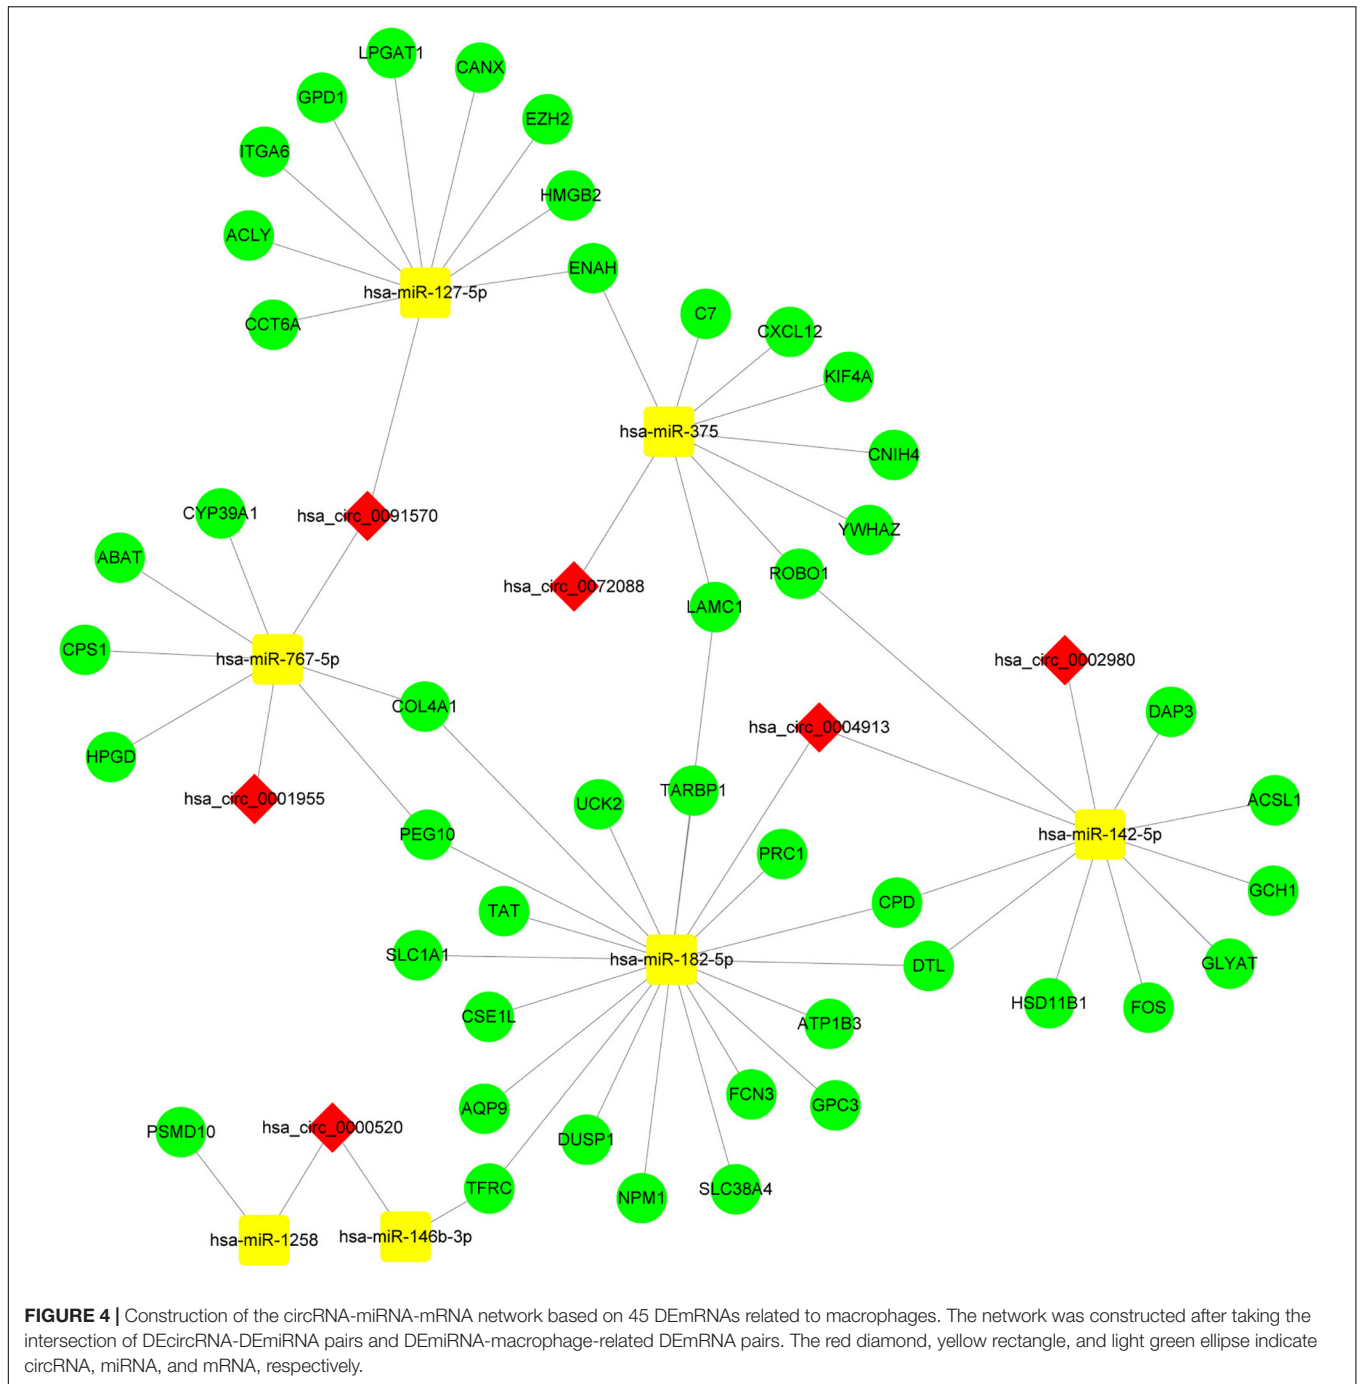 LPGAT1
CANX
GPD1
EZH2
ITGA6
HMGB2
ACLY
ENAH
hsa-miR-127-5p
CCT6A
C7
CXCL12
KIF4A
hsa-miR-375
CNIH4
CYP39A1
hsa_circ_0091570
YWHAZ
ABAT
ROBO1
hsa_circ_0072088
LAMC1
CPS1
hsa-miR-767-5p
hsa_circ_0002980
COL4A1
DAP3
hsa_circ_0004913
HPGD
TARBP1
hsa_circ_0001955
UCK2
ACSL1
PEG10
hsa-miR-142-5p
PRC1
GCH1
CPD
TAT
SLC1A1
hsa-miR-182-5p
DTL
GLYAT
HSD11B1
FOS
CSE1L
ATP1B3
FCN3
GPC3
AQP9
hsa_circ_0000520
PSMD10
DUSP1
TFRC
NPM1
SLC38A4
hsa-miR-1258
hsa-miR-146b-3p
FIGURE 4 | Construction of the circRNA-miRNA-mRNA network based on 45 DEmRNAs related to macrophages. The network was constructed after taking the
intersection of DEcircRNA-DEmiRNA pairs and DEmiRNA-macrophage-related DEmRNA pairs. The red diamond, yellow rectangle, and light green ellipse indicate
circRNA, miRNA, and mRNA, respectively.